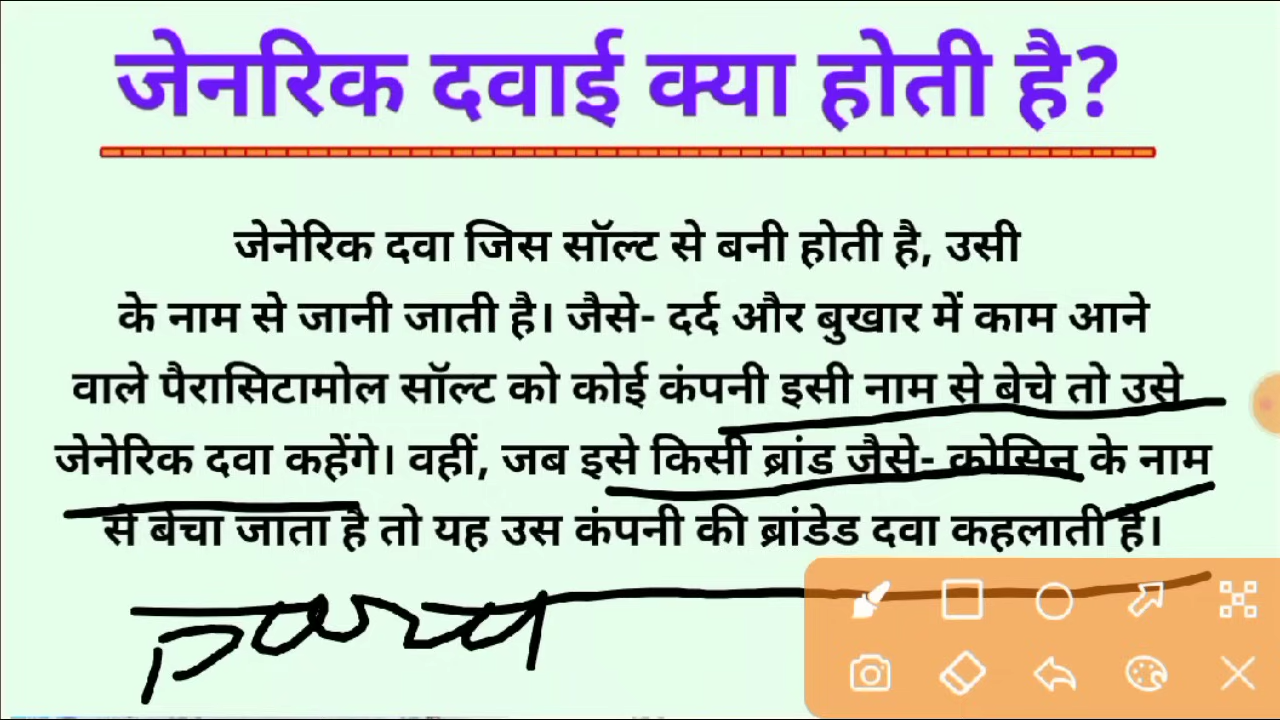 जेनरिक दवाई क्या होती है?
जेनेरिक दवा जिस सॉल्ट से बनी होती है, उसी
के नाम से जानी जाती है। जैसे- दर्द और बुखार में काम आने
वाले पैरासिटामोल सॉल्ट को कोई कंपनी इसी नाम से बेचे तो उसे
जेनेरिक दवा कहेंगे। वहीं, जब इसे किसी ब्रांड जैसे- क्रोसिन के नाम
से बेचा जाता है तो यह उस कंपनी की ब्रांडेड दवा कहलाती है।